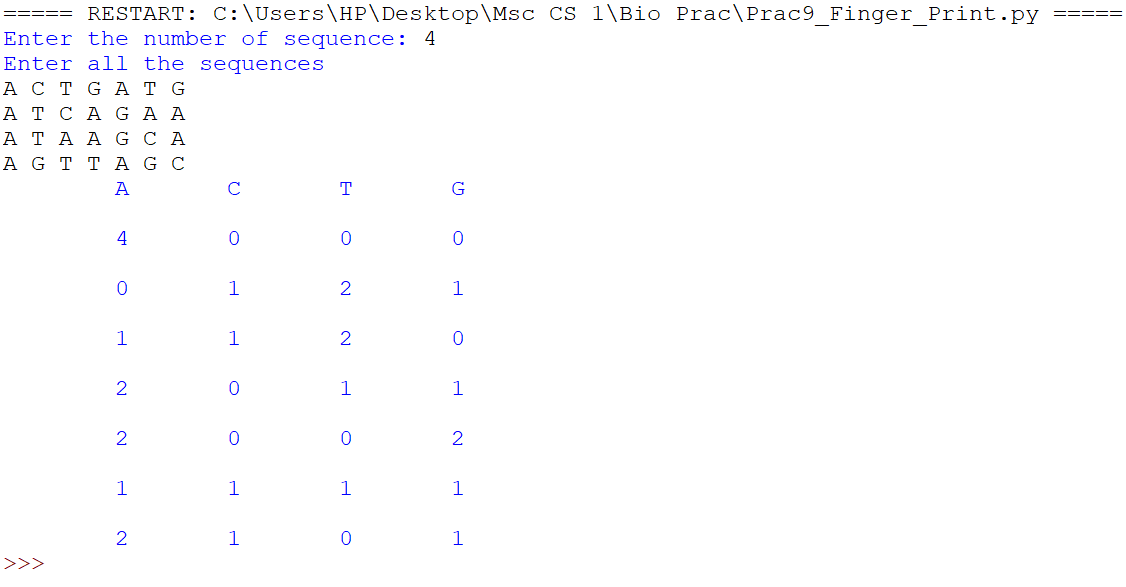 ===== RESTART: C:\Users\HP\Desktop\Msc CS 1\Bio Prac\Prac9_Finger_Print.py =====
Enter the number of sequence: 4
Enter all the sequences
A C T G A T G
A T C A G A A
A T A A G C A
A G T T A G C
A C T G
4 0 0 0
0 1 2 1
1 1 2 0
2 0 1 1
2 0 0 2
1 1 1 1
2 1 0 1
>>>